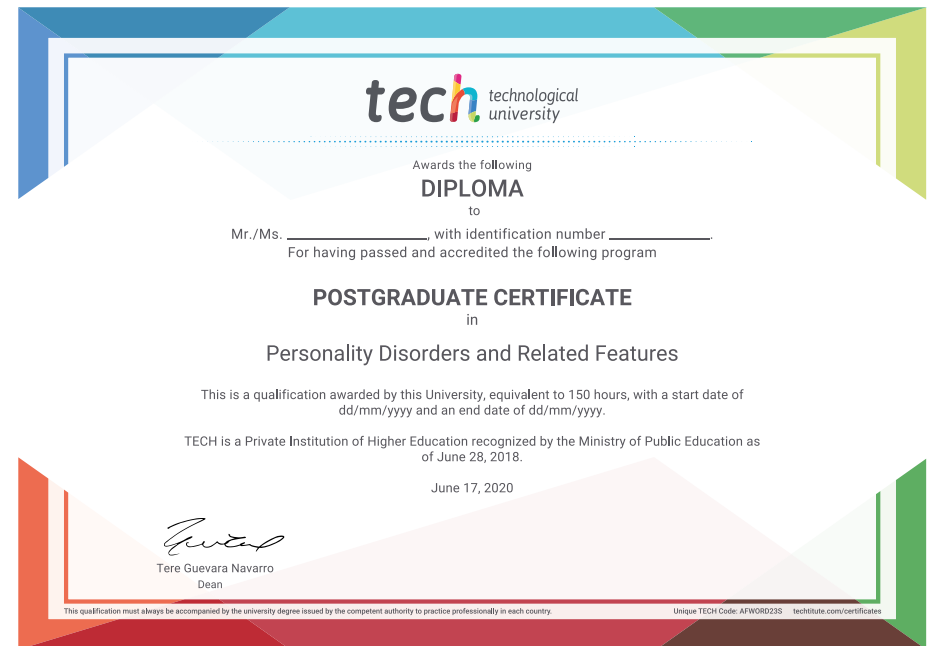 tech technological
university
Awards the following
DIPLOMA
to
Mr./Ms. ____________________, with identification number ______________.
For having passed and accredited the following program
POSTGRADUATE CERTIFICATE
in
Personality Disorders and Related Features
This is a qualification awarded by this University, equivalent to 150 hours, with a start date of
dd/mm/yyyy and an end date of dd/mm/yyyy.
TECH is a Private Institution of Higher Education recognized by the Ministry of Public Education as
of June 28, 2018.
June 17, 2020
Tere Guevara Navarro
Dean
This qualification must always be accompanied by the university degree issued by the competent authority to practice professionally in each country.
Unique TECH Code: AFWORD23S techtitute.com/certificates